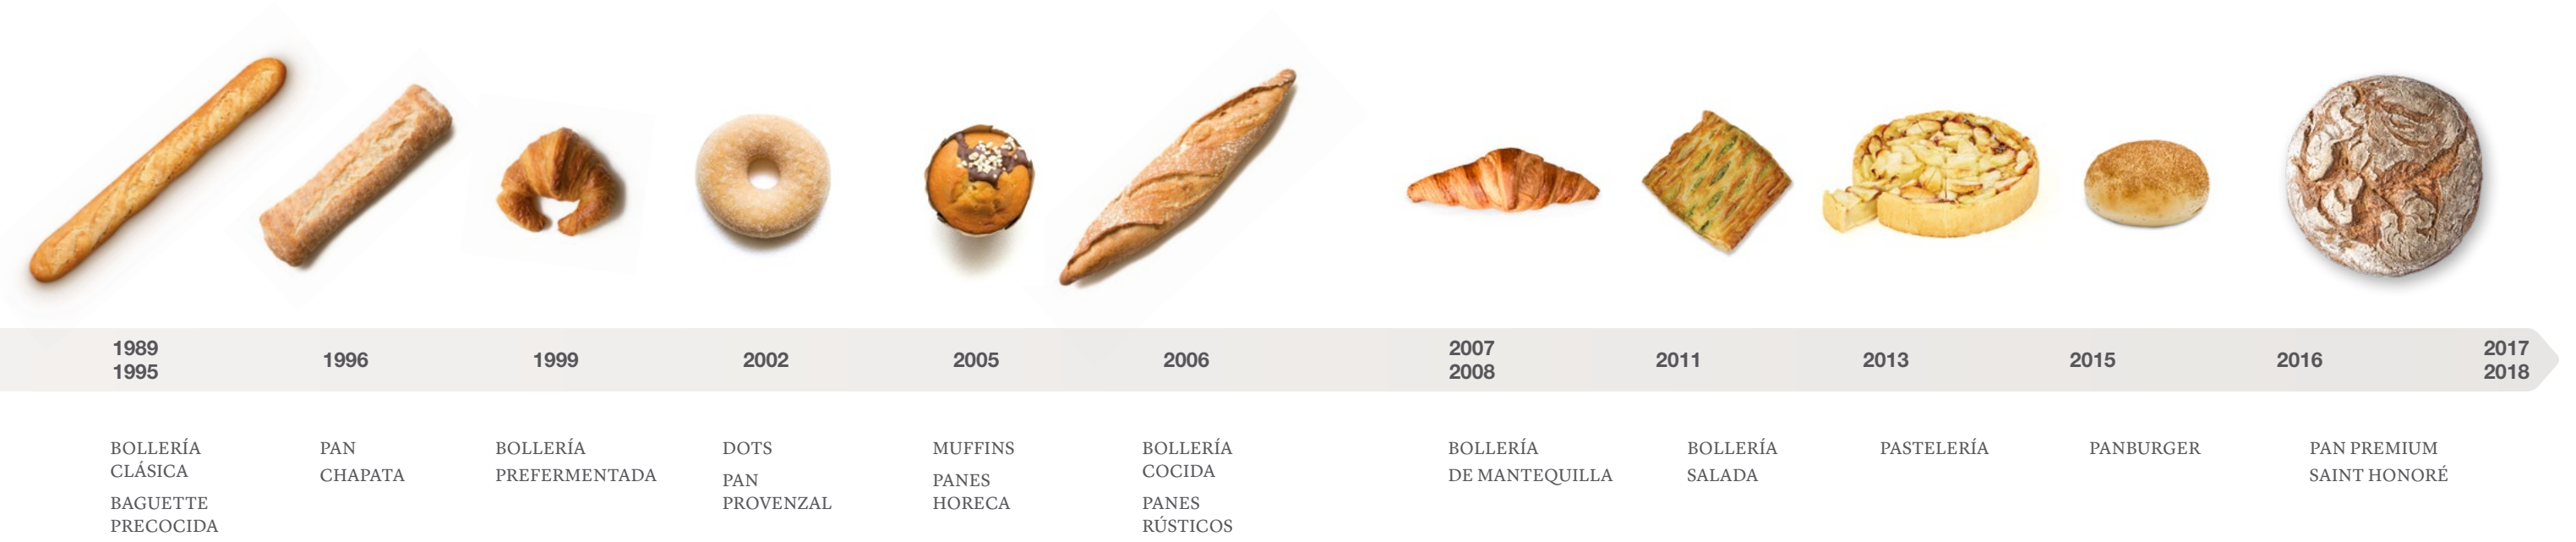 1989
1995
1996
1999
2002
2005
2006
2007
2008
2011
2013
2015
2016
2017
2018
BOLLERÍA
CLÁSICA
BAGUETTE
PRECOCIDA
PAN
CHAPATA
BOLLERÍA
PREFERMENTADA
DOTS
PAN
PROVENZAL
MUFFINS
PANES
HORECA
BOLLERÍA
COCIDA
PANES
RÚSTICOS
BOLLERÍA
DE MANTEQUILLA
BOLLERÍA
SALADA
PASTELERÍA
PANBURGER
PAN PREMIUM
SAINT HONORÉ